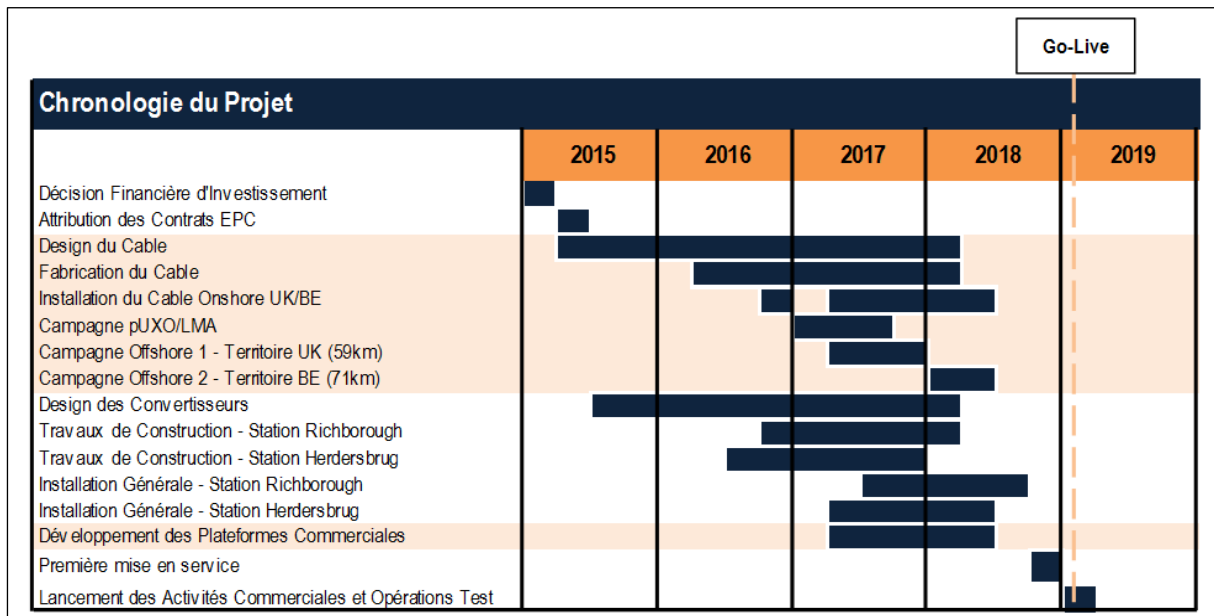 Go-Live
Chronologie du Projet
2015 2016 2017 2018 2019
Décision Financière d'Investissement
Attribution des Contrats EPC
Design du Cable
Fabrication du Cable
Installation du Cable Onshore UK/BE
Campagne pUXO/LMA
Campagne Offshore 1 - Territoire UK (59km)
Campagne Offshore 2 - Territoire BE (71km)
Design des Convertisseurs
Travaux de Construction - Station Richborough
Travaux de Construction - Station Herdersbrug
Installation Générale - Station Richborough
Installation Générale - Station Herdersbrug
Développement des Plateformes Commerciales
Première mise en service
Lancement des Activités Commerciales et Opérations Test